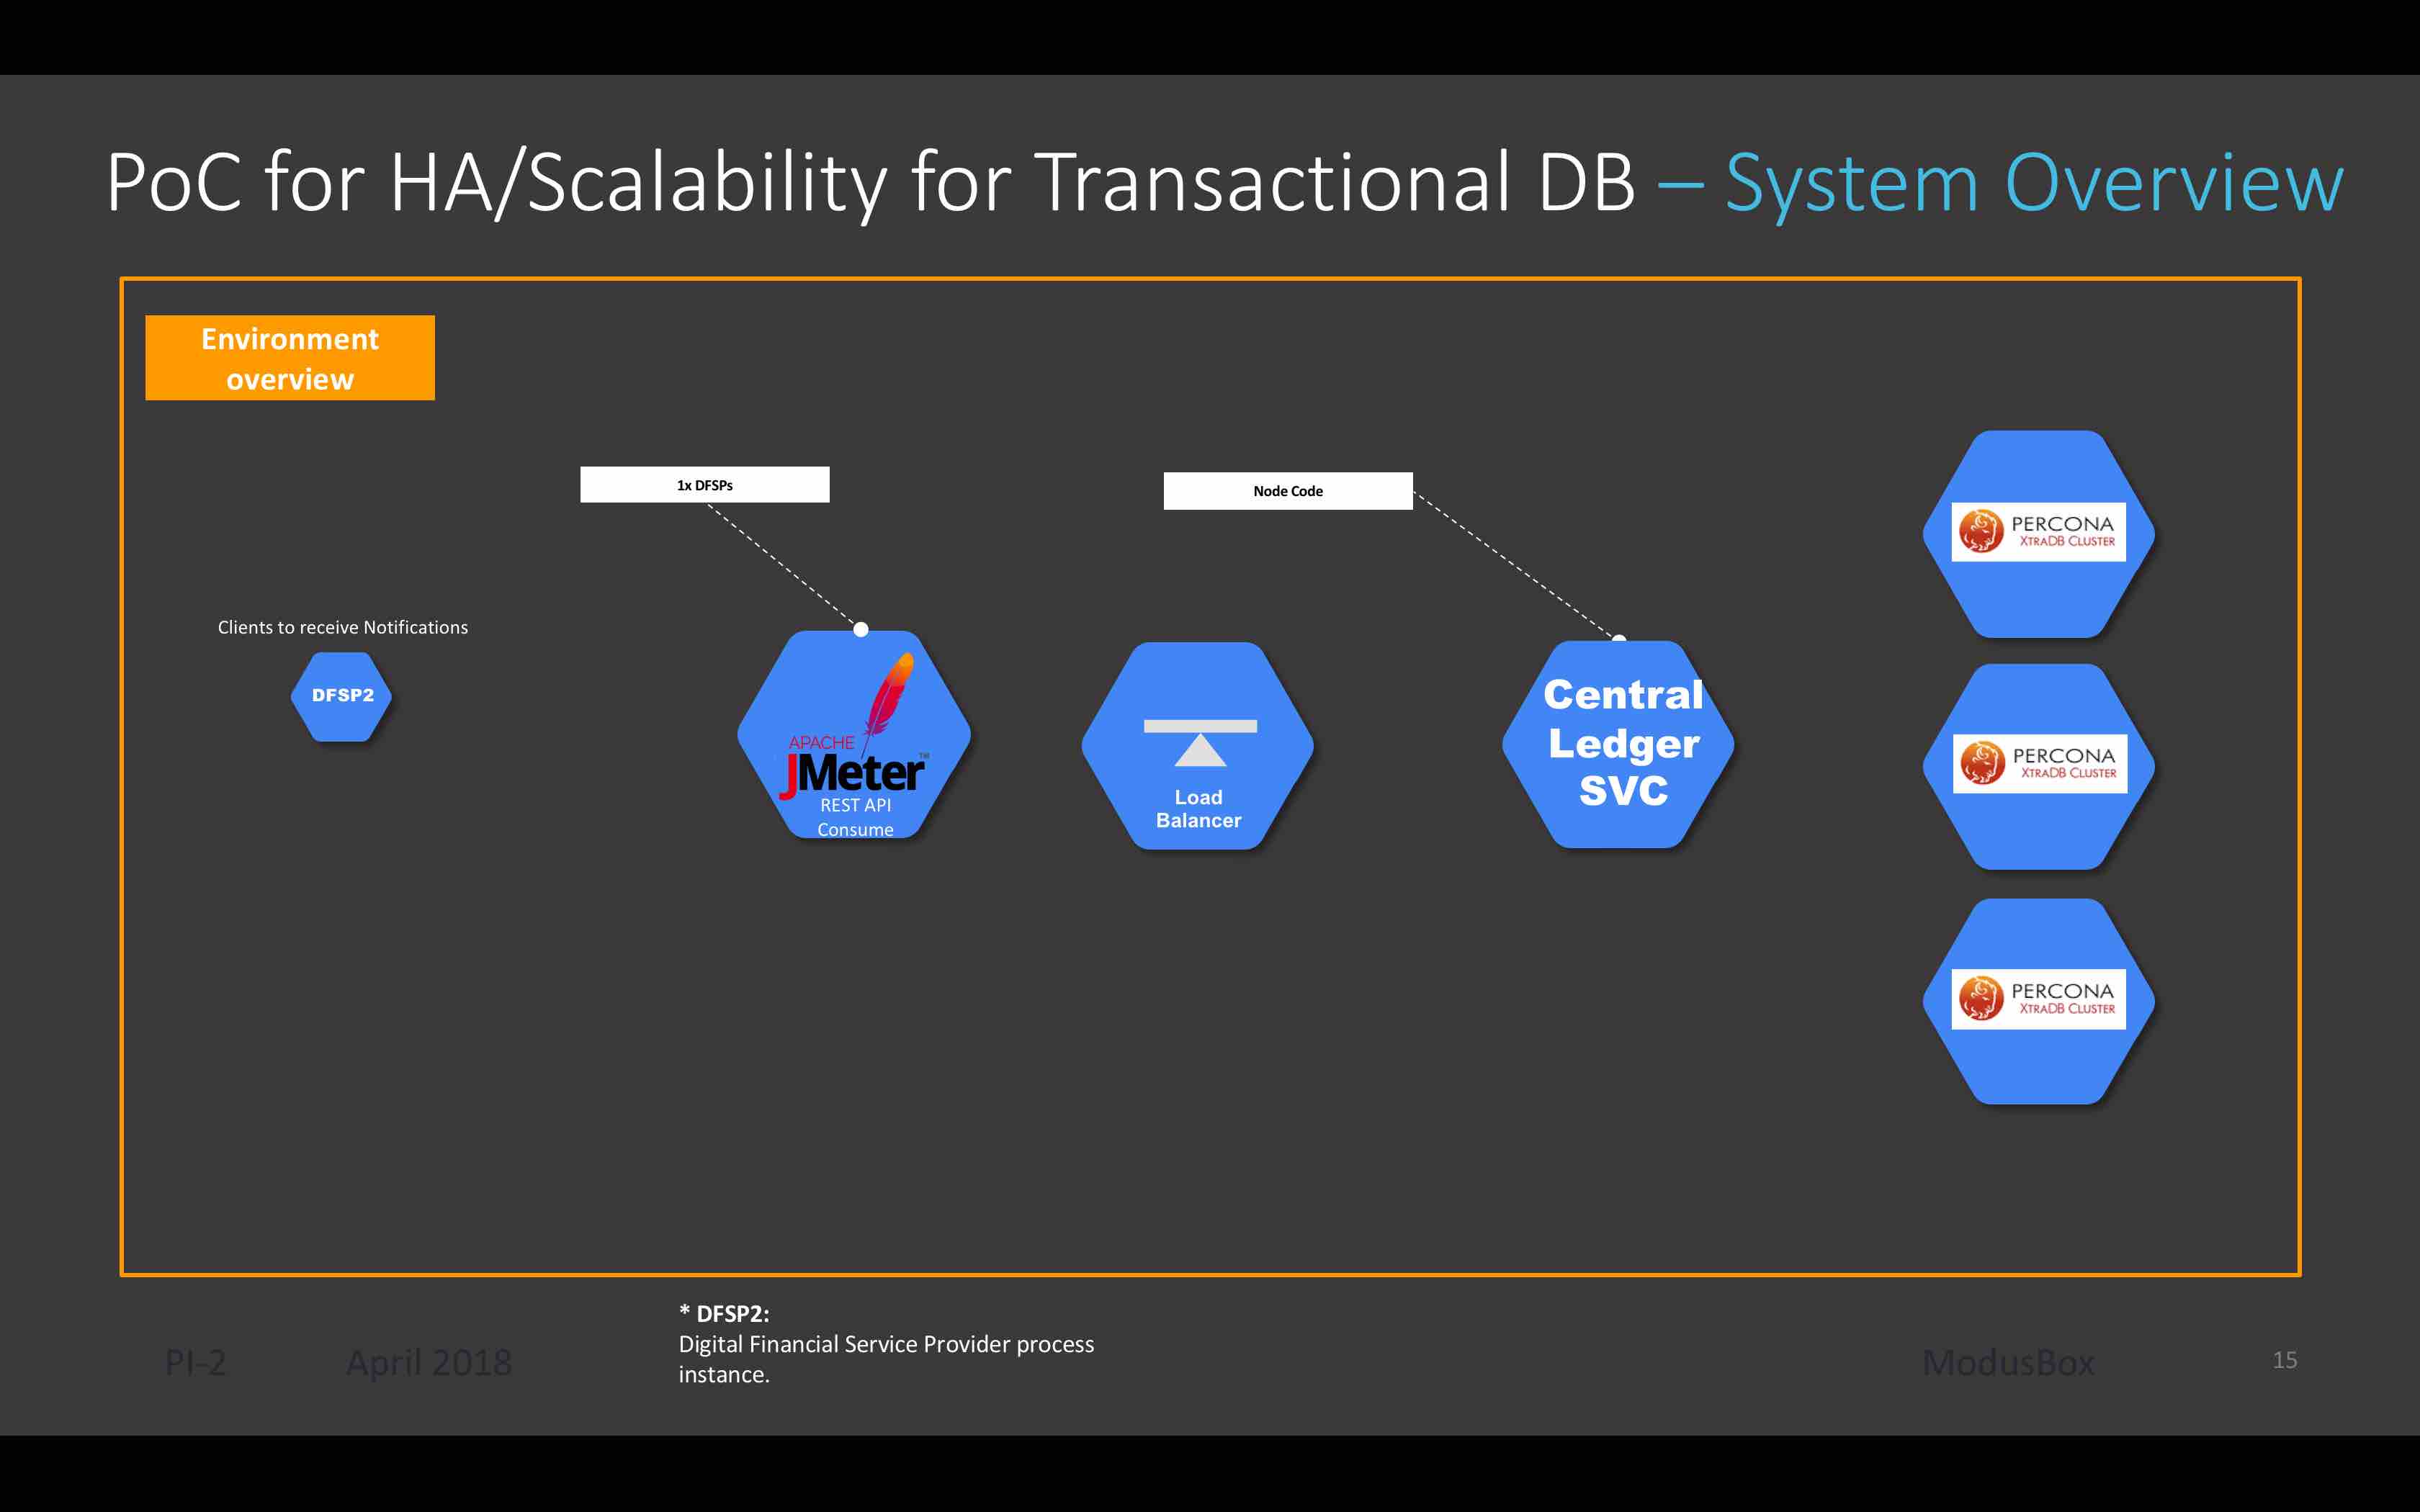 PoC for HA/Scalability for Transactional DB – System Overview
Environment
overview
1x DFSPs
Node Code
Clients to receive Notifications
DFSP2
APACHE
JMeter™
REST API
Consume
Load
Balancer
Central
Ledger
SVC
PERCONA
XTRADB CLUSTER
PERCONA
XTRADB CLUSTER
PERCONA
XTRADB CLUSTER
* DFSP2:
Digital Financial Service Provider process
instance.
PI-2
April 2018
ModusBox
15